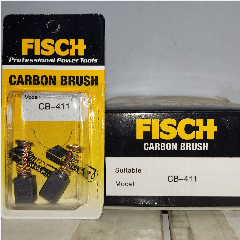 FISCH
Professional Power Tools
CARBON BRUSH
Model
CB-411
FISCH
CARBON BRUSH
Suitable
Model CB-411